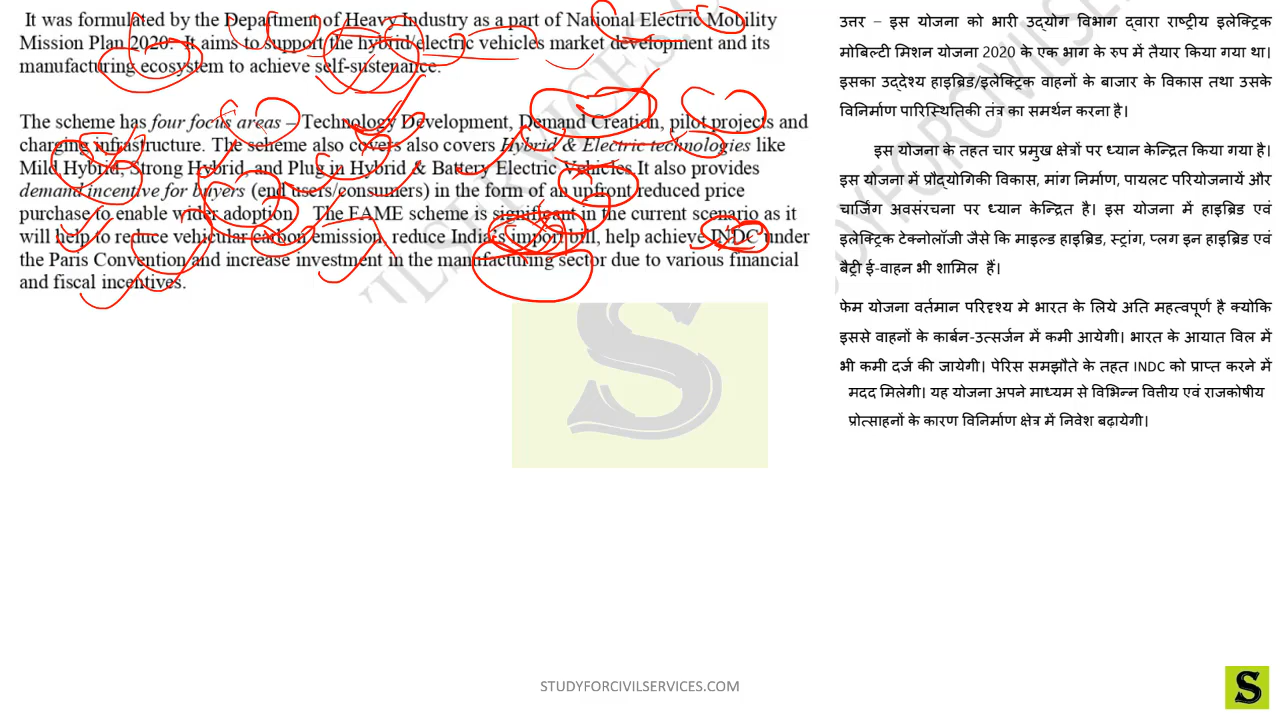 It was formulated by the Department of Heavy Industry as a part of National Electric Mobility
Mission Plan 2020. It aims to support the hybrid/electric vehicles market development and its
manufacturing ecosystem to achieve self-sustenance.
The scheme has four focus areas – Technology Development, Demand Creation, pilot projects and
charging infrastructure. The scheme also covers also covers Hybrid & Electric technologies like
Mild Hybrid, Strong Hybrid, and Plug in Hybrid & Battery Electric Vehicles.It also provides
demand incentive for buyers (end users/consumers) in the form of an upfront reduced price
purchase to enable wider adoption. The FAME scheme is significant in the current scenario as it
will help to reduce vehicular carbon emission, reduce India's import bill, help achieve INDC under
the Paris Convention and increase investment in the manufacturing sector due to various financial
and fiscal incentives.
उत्तर – इस योजना को भारी उद्योग विभाग द्वारा राष्ट्रीय इलेक्ट्रिक
मोबिल्टी मिशन योजना 2020 के एक भाग के रुप में तैयार किया गया था।
इसका उद्देश्य हाइब्रिड/इलेक्ट्रिक वाहनों के बाजार के विकास तथा उसके
विनिर्माण पारिस्थितिकी तंत्र का समर्थन करना है।
इस योजना के तहत चार प्रमुख क्षेत्रों पर ध्यान केन्द्रित किया गया है।
इस योजना में प्रौद्योगिकी विकास, मांग निर्माण, पायलट परियोजनायें और
चार्जिंग अवसंरचना पर ध्यान केन्द्रित है। इस योजना में हाइब्रिड एवं
इलेक्ट्रिक टेक्नोलॉजी जैसे कि माइल्ड हाइब्रिड, स्ट्रांग, प्लग इन हाइब्रिड एवं
बैट्री ई-वाहन भी शामिल हैं।
फेम योजना वर्तमान परिदृश्य मे भारत के लिये अति महत्वपूर्ण है क्योकि
इससे वाहनों के कार्बन-उत्सर्जन में कमी आयेगी। भारत के आयात विल में
भी कमी दर्ज की जायेगी। पेरिस समझौते के तहत INDC को प्राप्त करने में
मदद मिलेगी। यह योजना अपने माध्यम से विभिन्न वित्तीय एवं राजकोषीय
प्रोत्साहनों के कारण विनिर्माण क्षेत्र में निवेश बढ़ायेगी।
STUDYFORCIVILSERVICES.COM
S
S